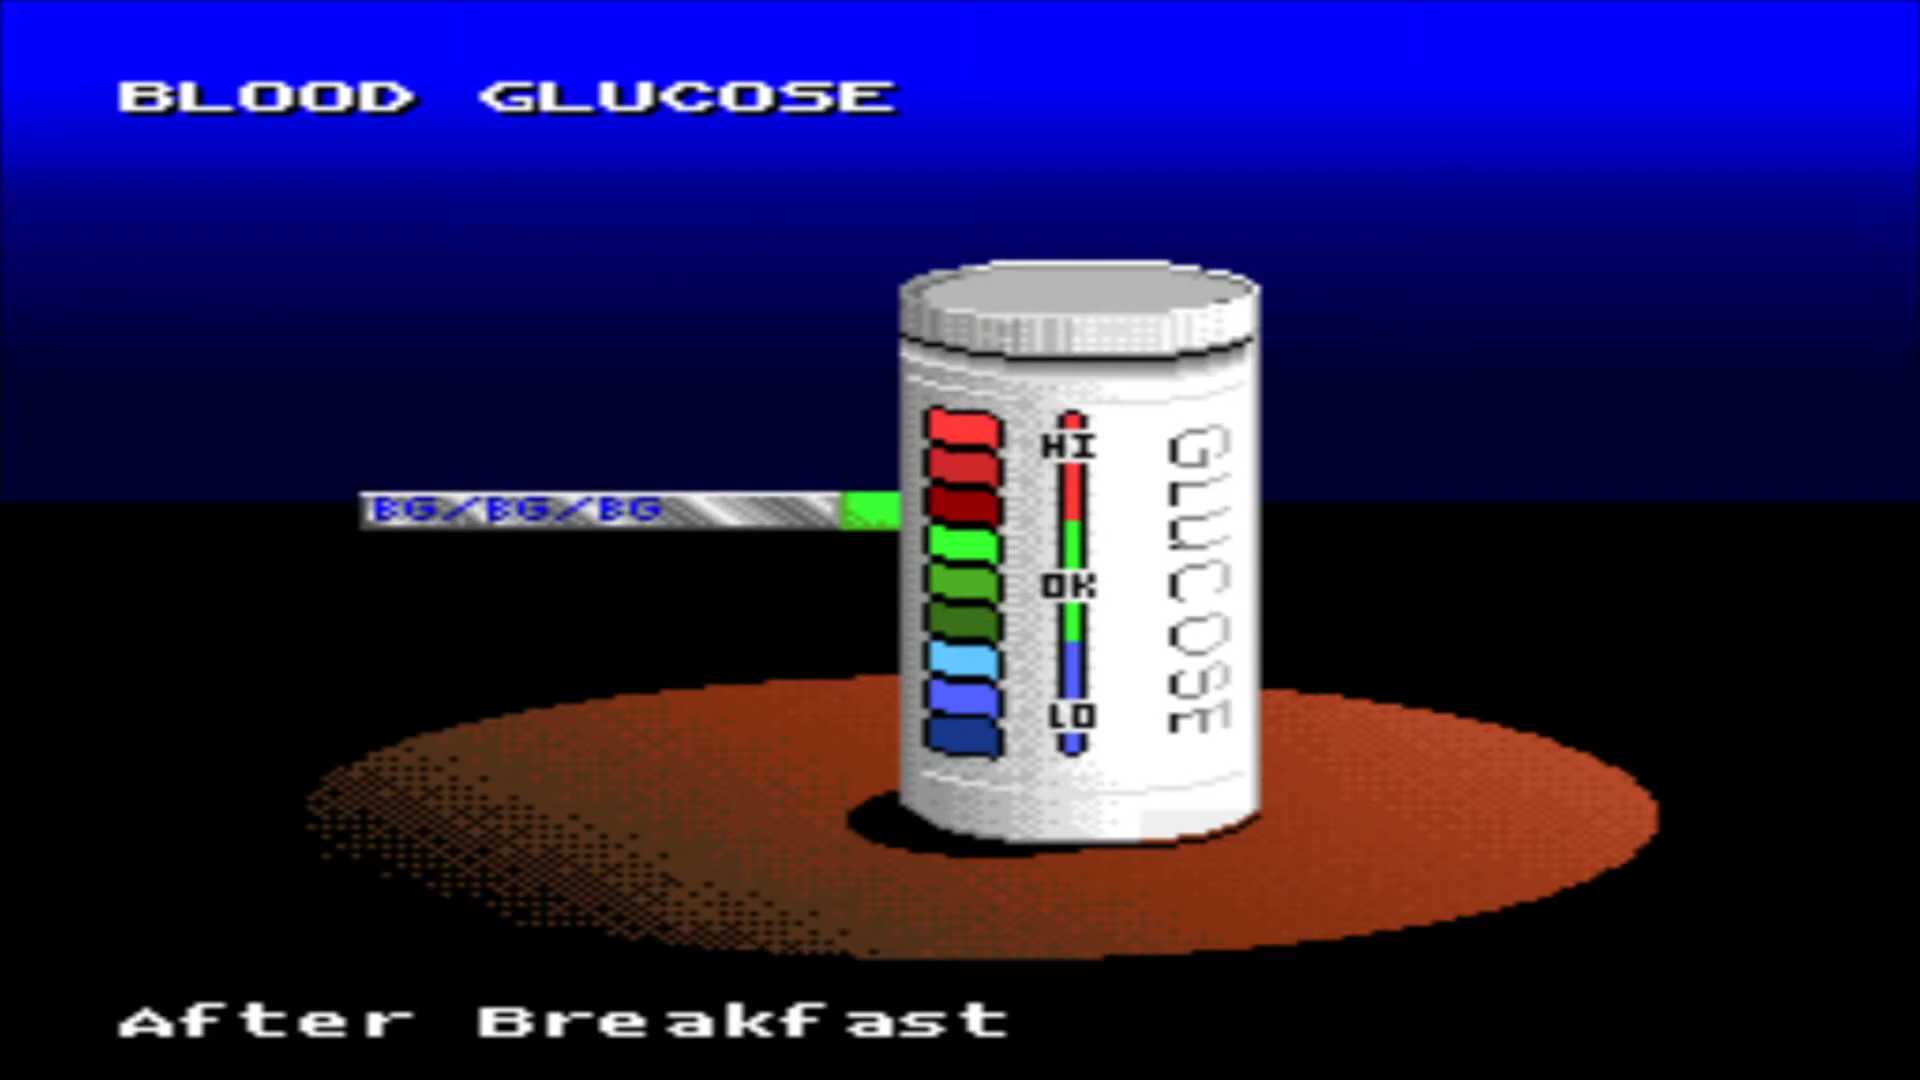 BLOOD GLUCOSE
BG/BG/BG
HI
OK
LO
GLUCOSE
After Breakfast